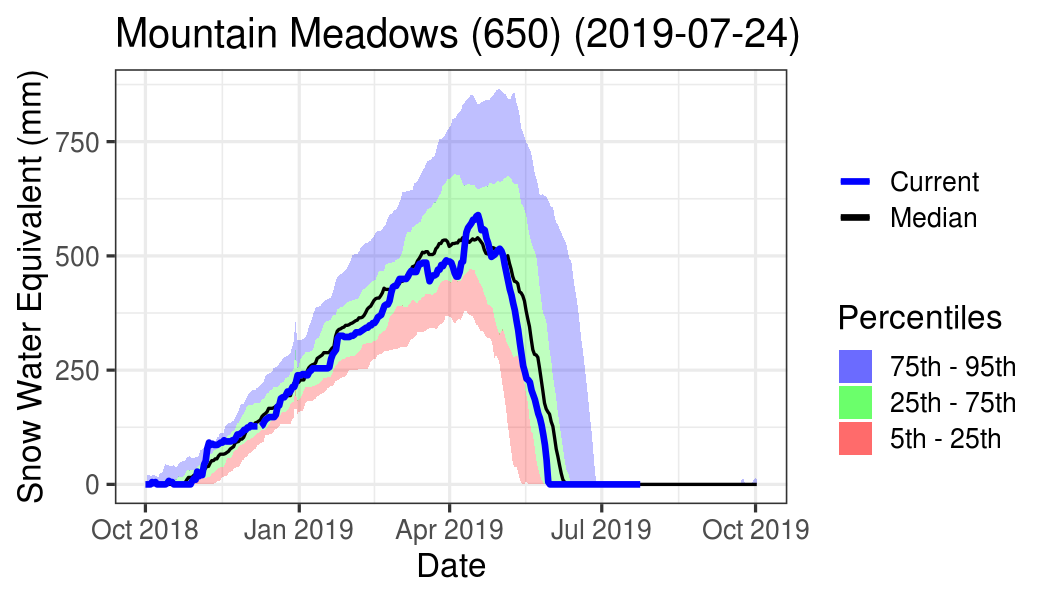 Mountain Meadows (650) (2019-07-24)
Snow Water Equivalent (mm)
750
500
250
0
Oct 2018 Jan 2019 Apr 2019 Jul 2019 Oct 2019
Date
Current
Median
Percentiles
75th - 95th
25th - 75th
5th - 25th